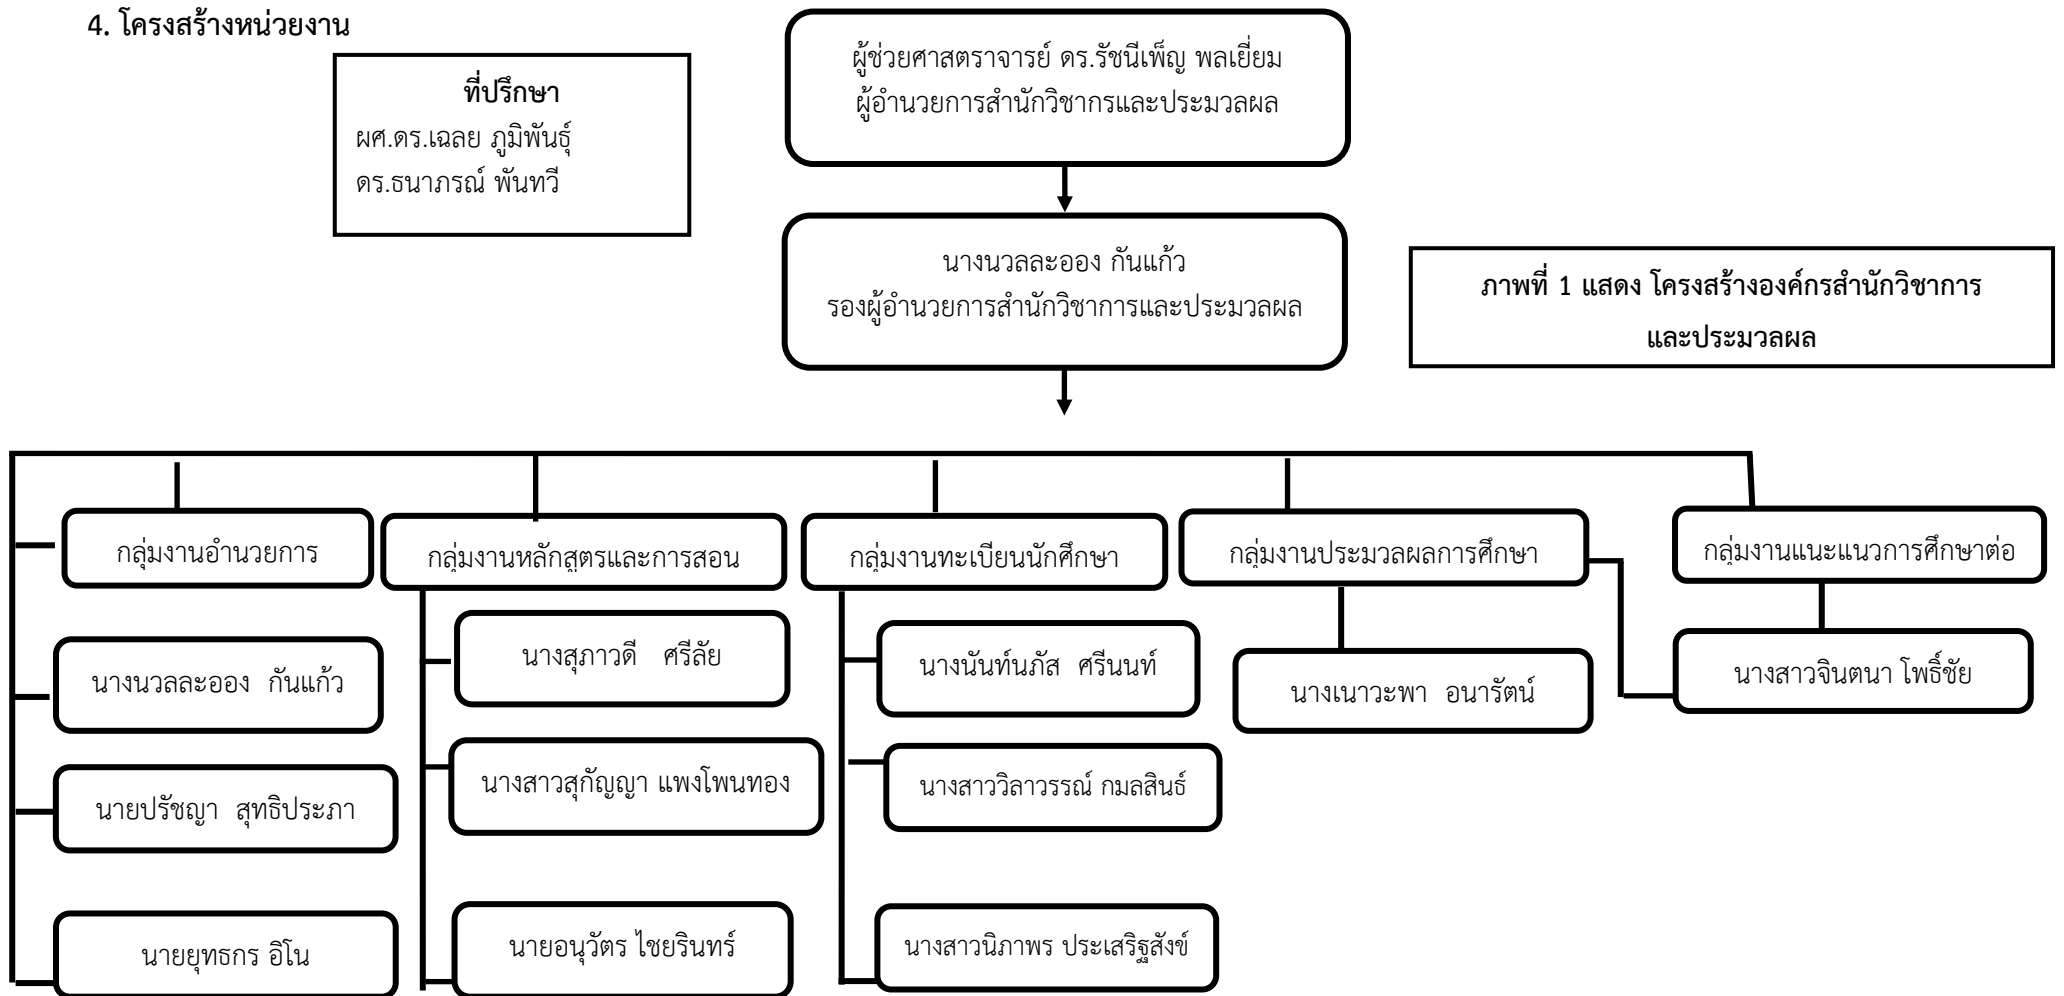 4. โครงสร้างหน่วยงาน
ผู้ช่วยศาสตราจารย์ ดร.รัชนีเพ็ญ พลเยี่ยม
ผู้อำนวยการสำนักวิชากรและประมวลผล
ที่ปรึกษา
ผศ.ดร.เฉลย ภูมิพันธุ์
ดร.ธนาภรณ์ พันทวี
นางนวลละออง กันแก้ว
รองผู้อำนวยการสำนักวิชาการและประมวลผล
ภาพที่ 1 แสดง โครงสร้างองค์กรสำนักวิชาการ
และประมวลผล
กลุ่มงานอำนวยการ
กลุ่มงานหลักสูตรและการสอน
กลุ่มงานทะเบียนนักศึกษา
กลุ่มงานประมวลผลการศึกษา
กลุ่มงานแนะแนวการศึกษาต่อ
นางนวลละออง กันแก้ว
นางสุภาวดี ศรีลัย
นางนันท์นภัส ศรีนนท์
นางเนาวะพา อนารัตน์
นางสาวจินตนา โพธิ์ชัย
นายปรัชญา สุทธิประภา
นางสาวสุกัญญา แพงโพนทอง
นางสาววิลาวรรณ์ กมลสินธ์
นายยุทธกร อิโน
นายอนุวัตร ไชยรินทร์
นางสาวนิภาพร ประเสริฐสังข์